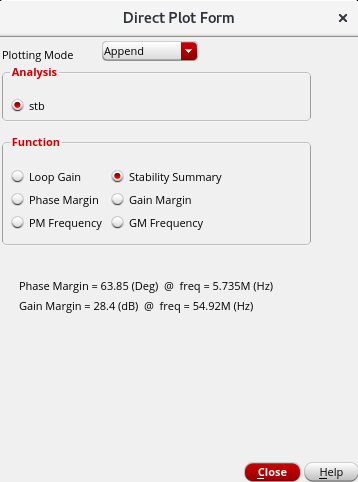 Direct Plot Form
Plotting Mode Append
Analysis
stb
Function
Loop Gain Stability Summary
Phase Margin Gain Margin
PM Frequency GM Frequency
Phase Margin = 63.85 (Deg) @ freq = 5.735M (Hz)
Gain Margin = 28.4 (dB) @ freq = 54.92M (Hz)
Close Help